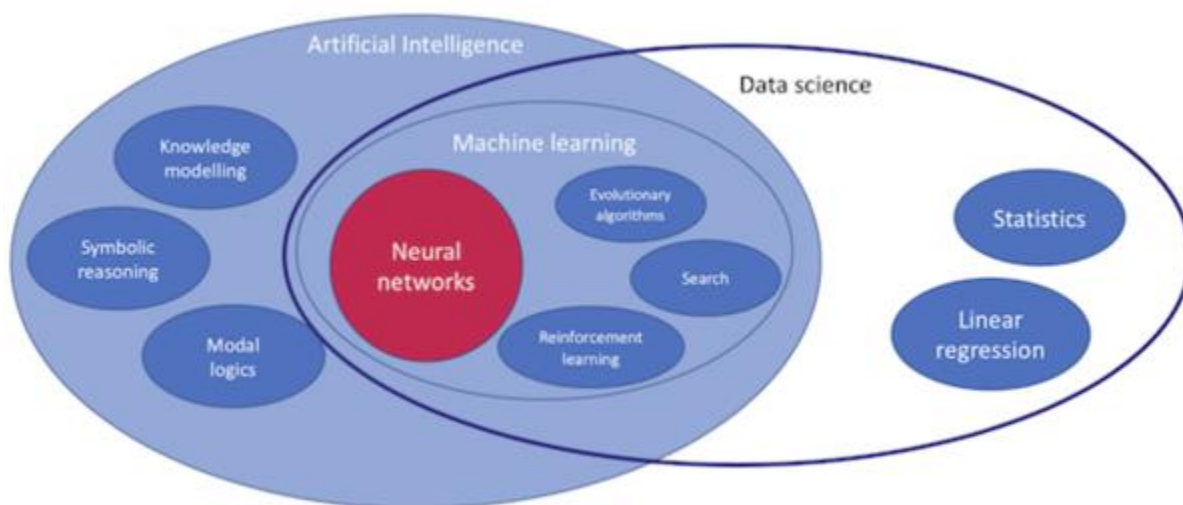 Artificial Intelligence
Data science
Machine learning
Knowledge
modelling
Symbolic
reasoning
Modal
logics
Neural
networks
Evolutionary
algorithms
Search
Reinforcement
learning
Statistics
Linear
regression